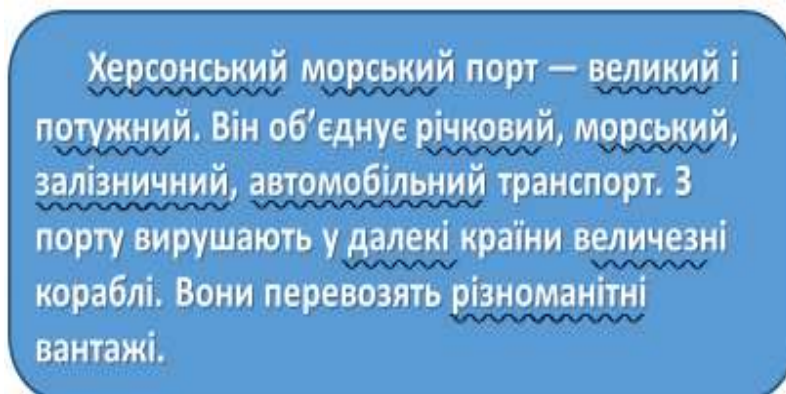 Херсонський морський порт — великий і
потужний. Він об’єднує річковий, морський,
залізничний, автомобільний транспорт. З
порту вирушають у далекі країни величезні
кораблі. Вони перевозять різноманітні
вантажі.